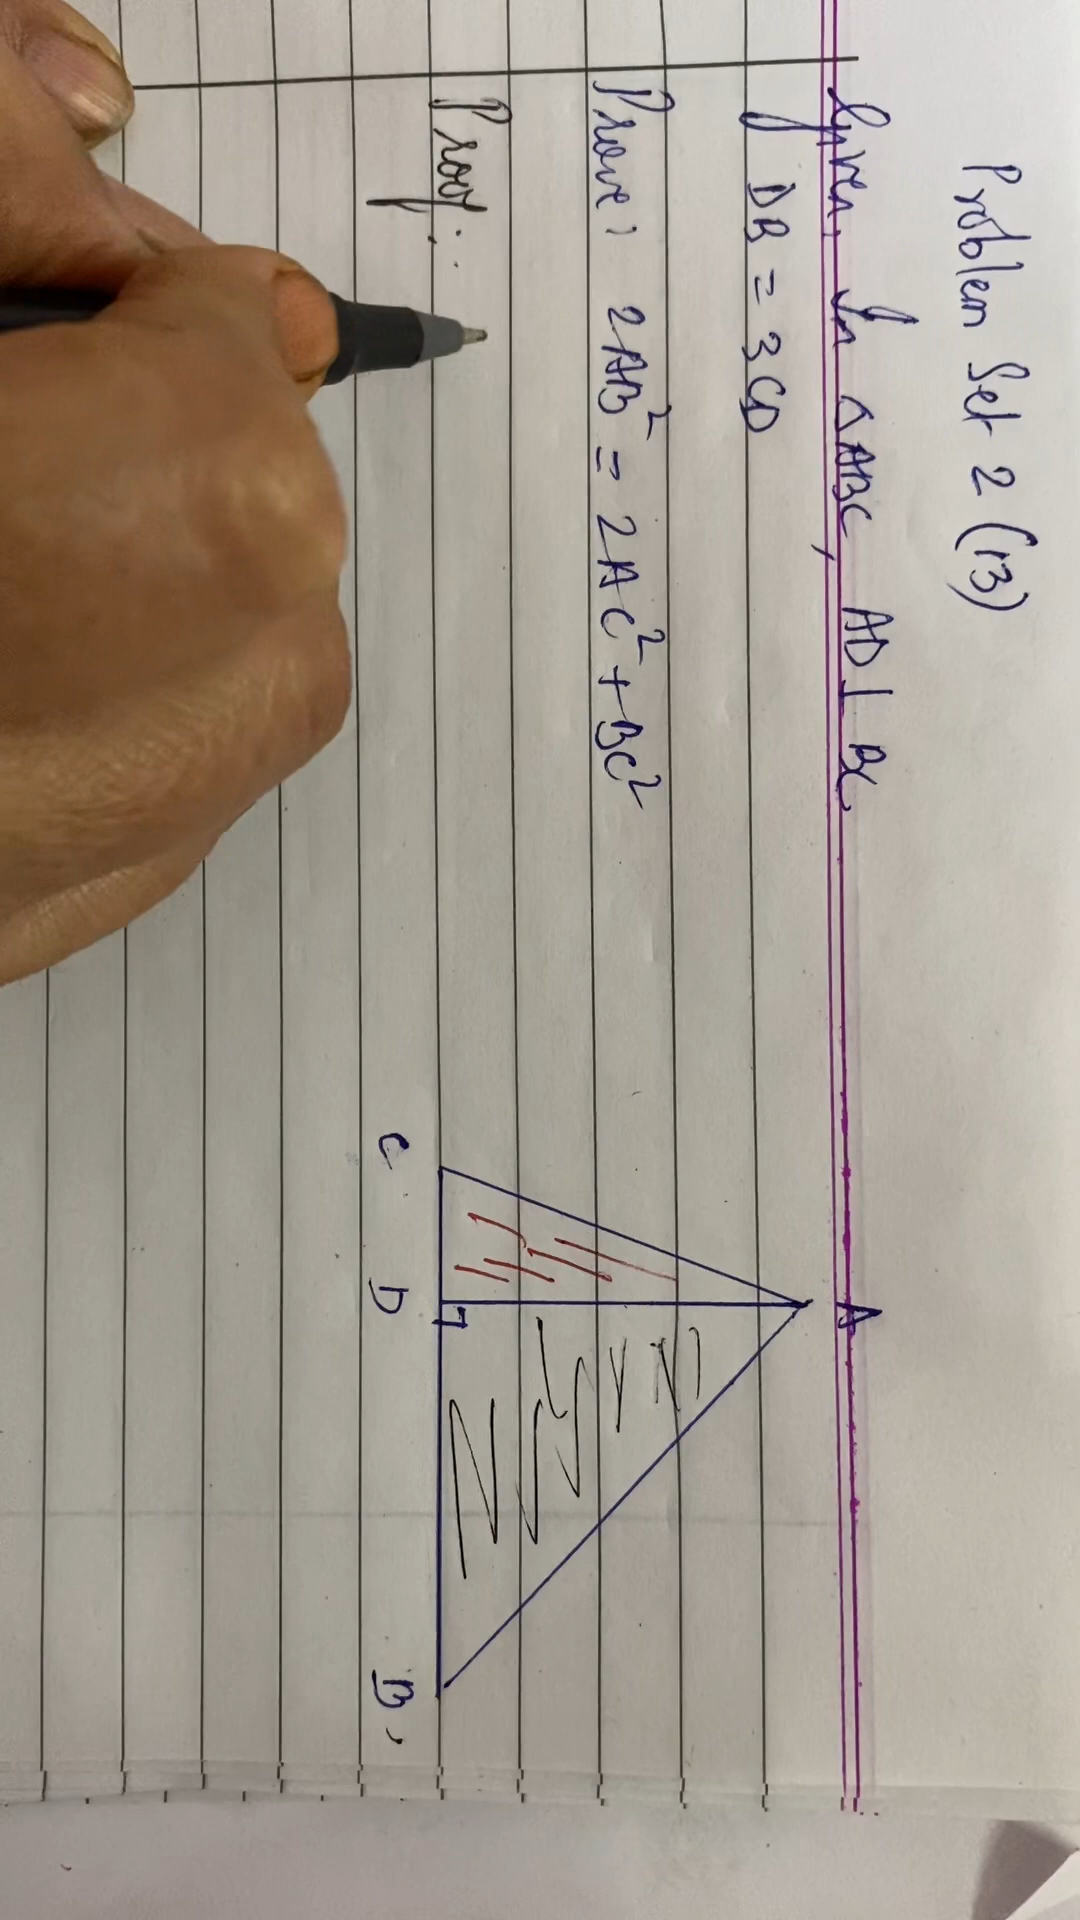 Problem Set 2 (13)
Given, In △ABC, AD ⊥ BC,
DB = 3CD
Prove: 2AB² = 2AC² + BC²
Proof:
A
C D B